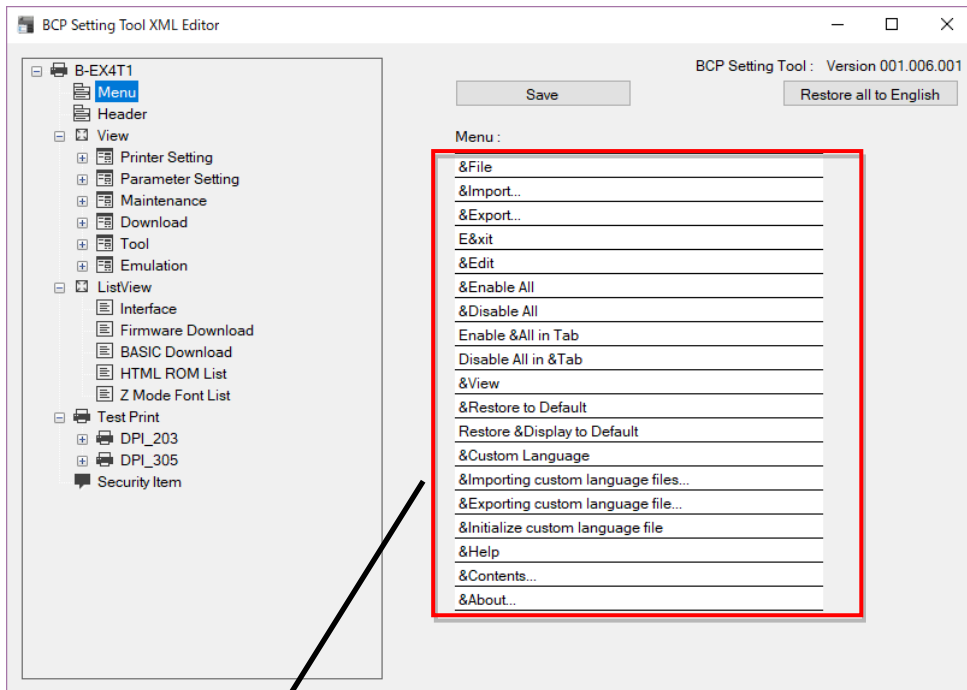 BCP Setting Tool XML Editor
B-EX4T1
Menu
Header
View
Printer Setting
Parameter Setting
Maintenance
Download
Tool
Emulation
ListView
Interface
Firmware Download
BASIC Download
HTML ROM List
Z Mode Font List
Test Print
DPI_203
DPI_305
Security Item
BCP Setting Tool : Version 001.006.001
Save
Restore all to English
Menu :
&File
&Import...
&Export...
E&xit
&Edit
&Enable All
&Disable All
Enable &All in Tab
Disable All in &Tab
&View
&Restore to Default
Restore &Display to Default
&Custom Language
&Importing custom language files...
&Exporting custom language file...
&Initialize custom language file
&Help
&Contents...
&About...